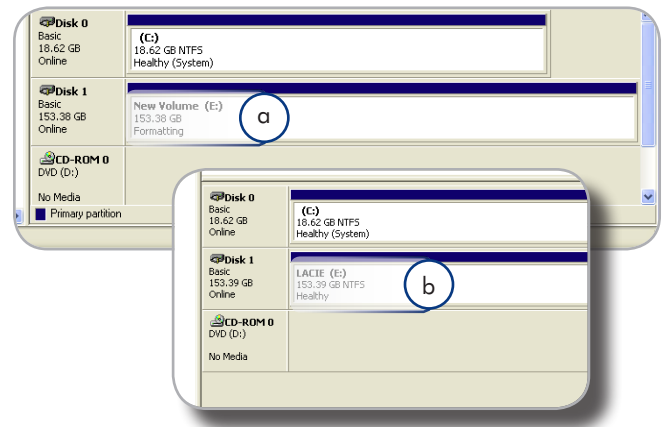 Disk 0
Basic
18.62 GB
Online
(C:)
18.62 GB NTFS
Healthy (System)
Disk 1
Basic
153.38 GB
Online
New Volume (E:)
153.38 GB
Formatting
a
CD-ROM 0
DVD (D:)
No Media
Primary partition
Disk 0
Basic
18.62 GB
Online
(C:)
18.62 GB NTFS
Healthy (System)
Disk 1
Basic
153.39 GB
Online
LACIE (E:)
153.39 GB NTFS
Healthy
b
CD-ROM 0
DVD (D:)
No Media